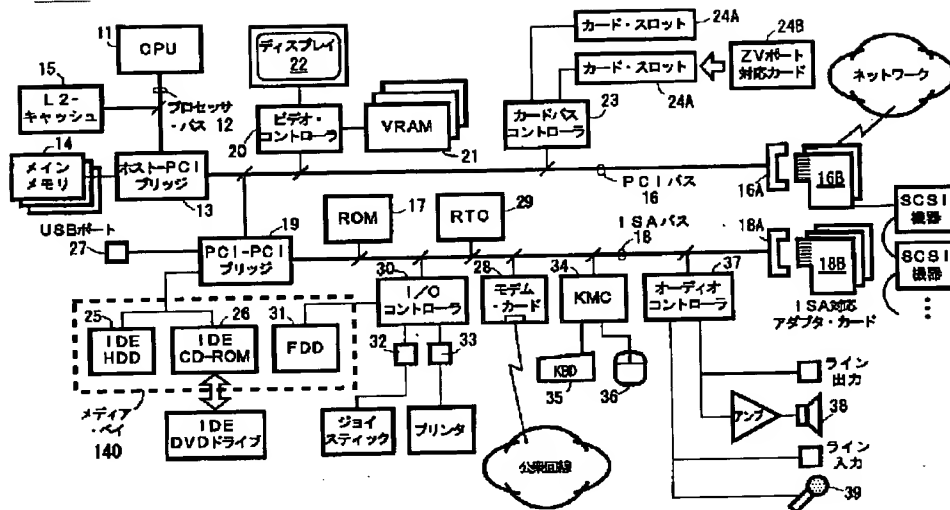 11
CPU
15
L2-
キャッシュ
プロセッサ
・バス 12
14
メイン
メモリ
ホスト-PCI
ブリッジ
13
ディスプレイ
22
20
ビデオ・
コントローラ
VRAM
21
カード・スロット
24A
カード・スロット
24A
24B
ZVポート
対応カード
カードバス
コントローラ
23
ネットワーク
PCIバス
16
16A
16B
SCSI
機器
SCSI
機器
USBポート
27
19
PCI-PCI
ブリッジ
ROM
17
RTC
29
ISAバス
18
18A
18B
ISA対応
アダプタ・カード
30
I/O
コントローラ
28
モデム
・カード
34
KMC
37
オーディオ
コントローラ
25
IDE
HDD
26
IDE
CD-ROM
31
FDD
32
33
KBD
35
36
ライン
出力
アンプ
38
ライン
入力
39
メディア
・ベイ
140
IDE
DVDドライブ
ジョイ
スティック
プリンタ
公衆回線